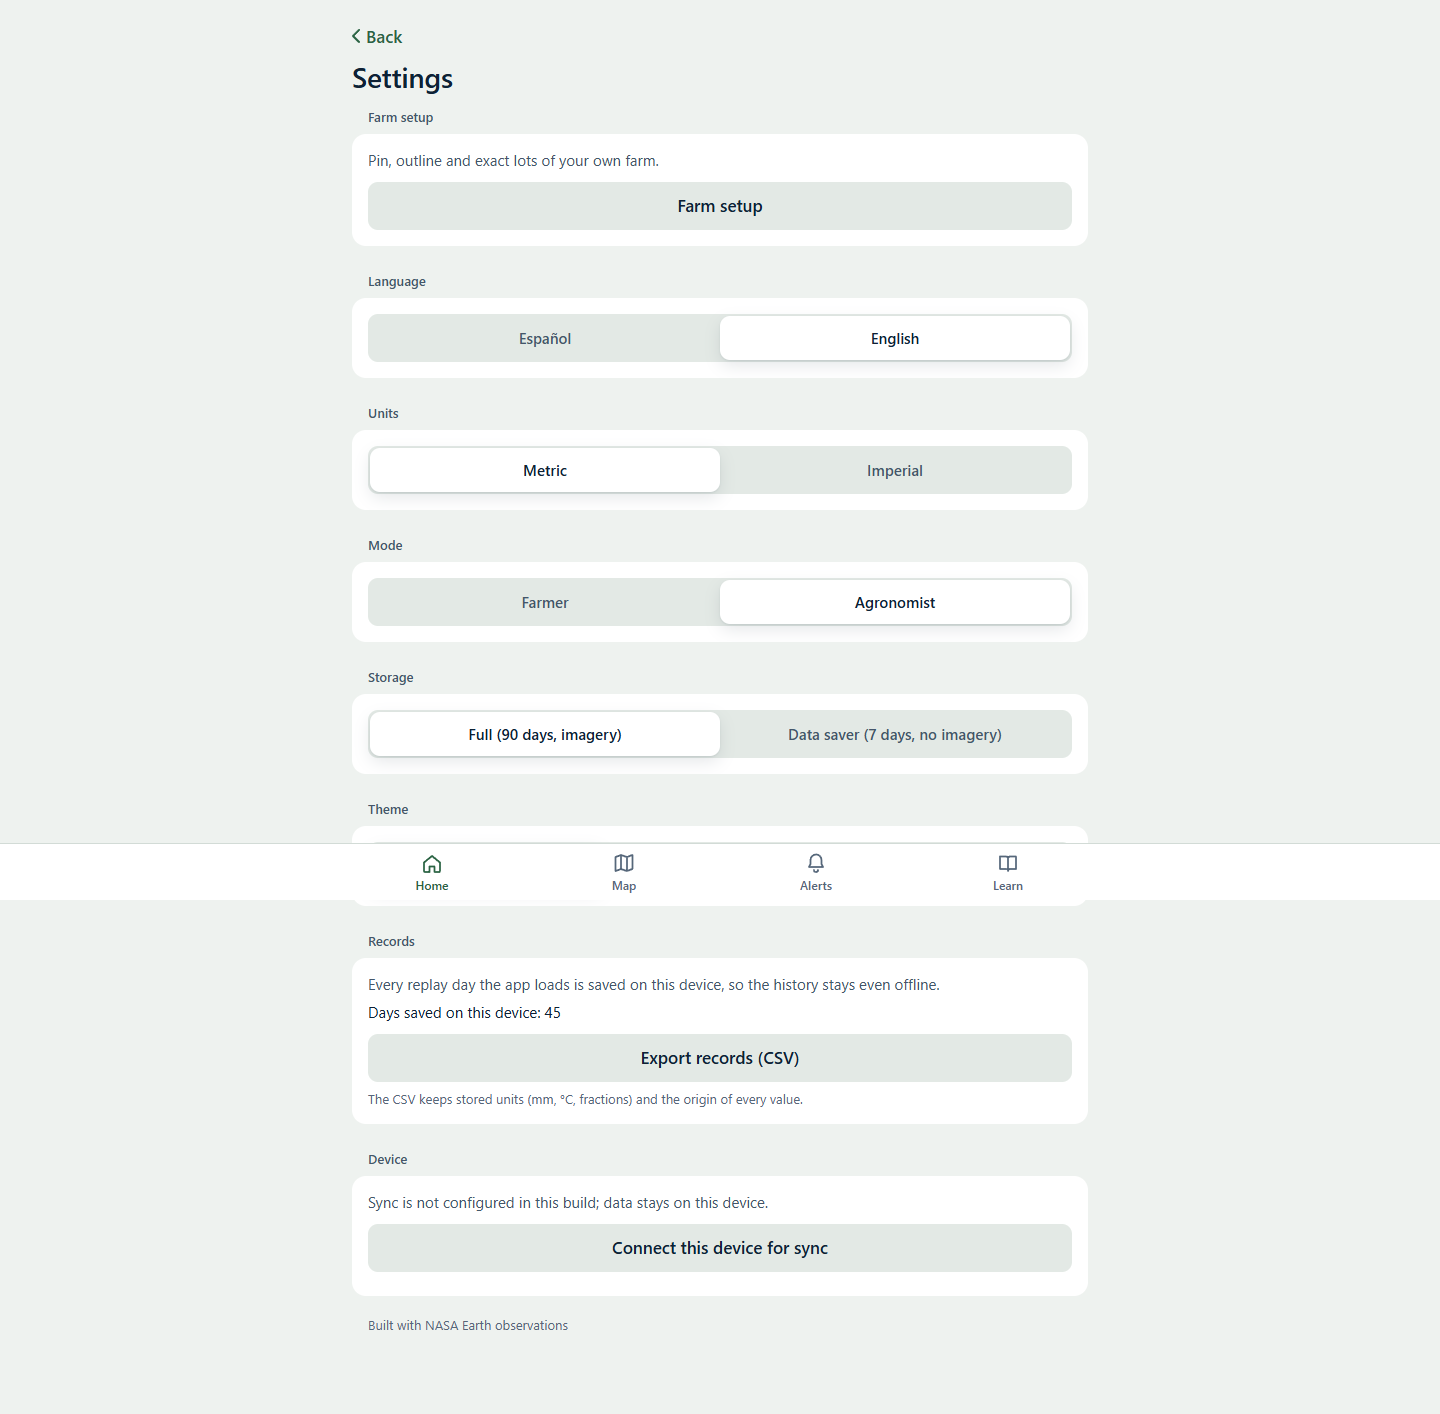 Back
Settings
Farm setup
Pin, outline and exact lots of your own farm.
Farm setup
Language
Español
English
Units
Metric
Imperial
Mode
Farmer
Agronomist
Storage
Full (90 days, imagery)
Data saver (7 days, no imagery)
Theme
Home
Map
Alerts
Learn
Records
Every replay day the app loads is saved on this device, so the history stays even offline.
Days saved on this device: 45
Export records (CSV)
The CSV keeps stored units (mm, °C, fractions) and the origin of every value.
Device
Sync is not configured in this build; data stays on this device.
Connect this device for sync
Built with NASA Earth observations